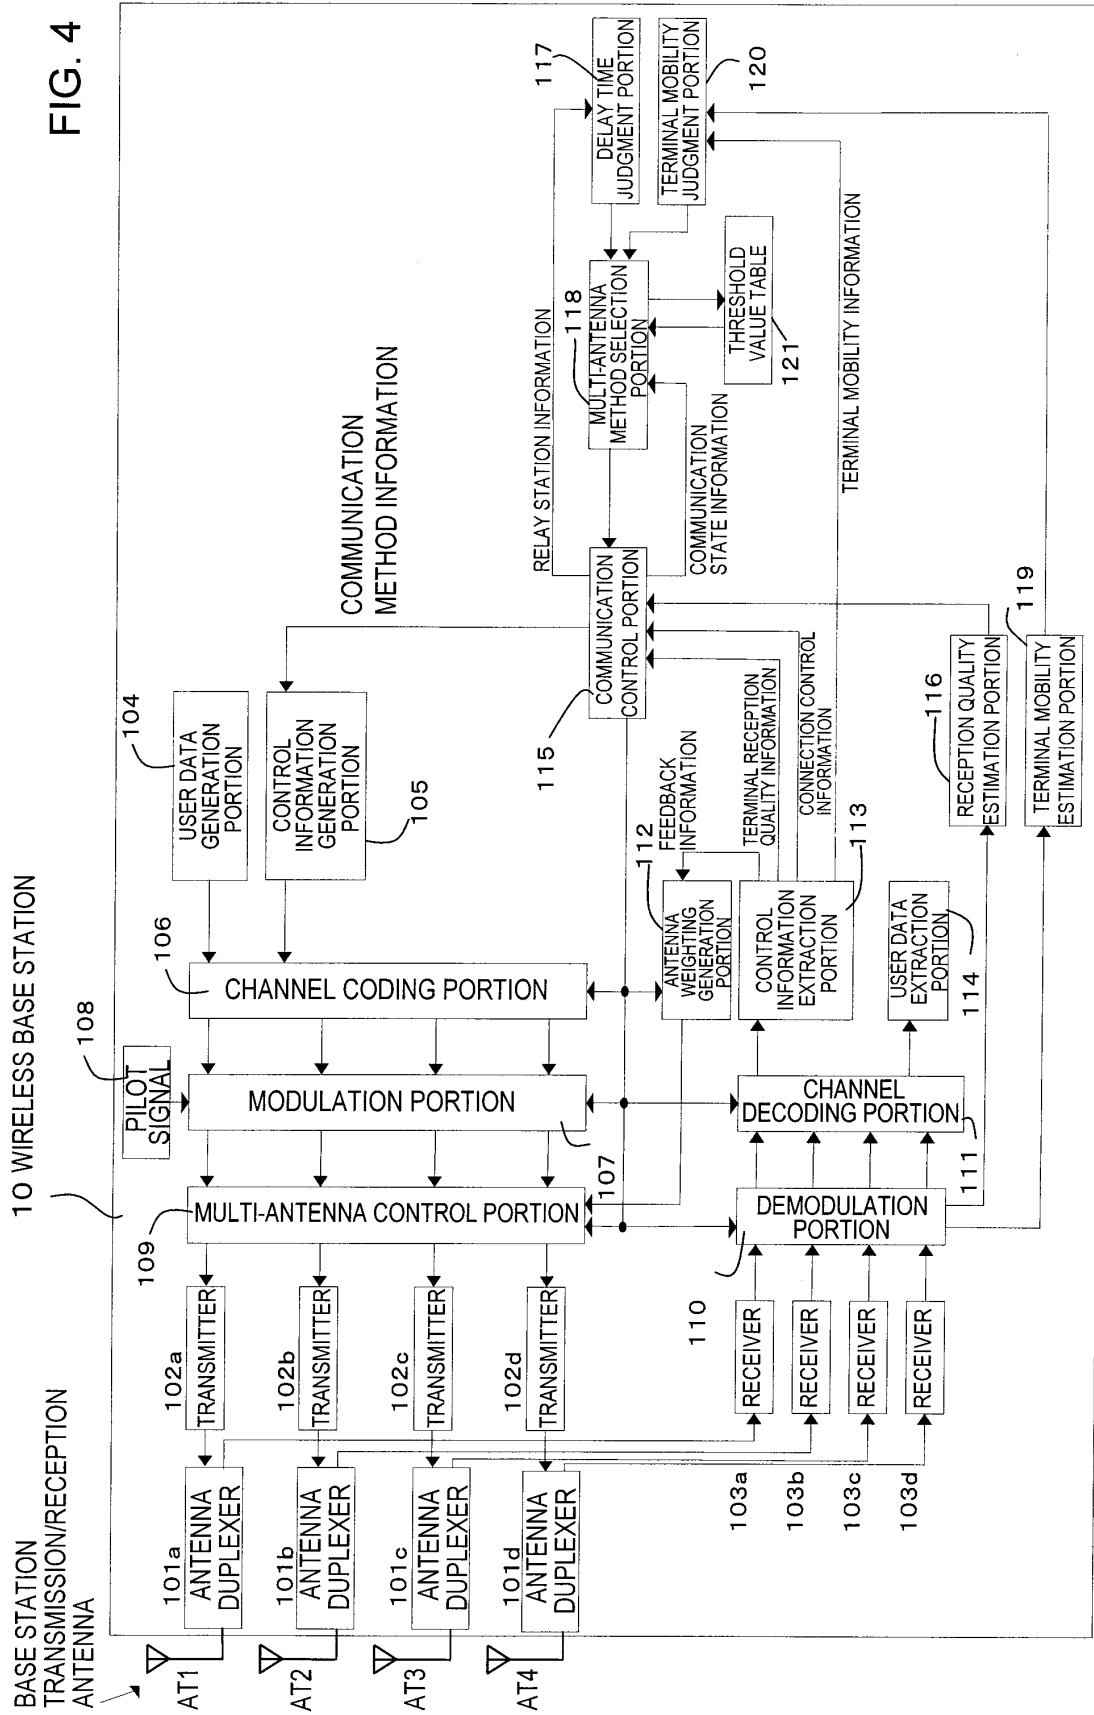 FIG. 4
10 WIRELESS BASE STATION
BASE STATION
TRANSMISSION/RECEPTION
ANTENNA
AT1
AT2
AT3
AT4
101a
ANTENNA
DUPLEXER
101b
ANTENNA
DUPLEXER
101c
ANTENNA
DUPLEXER
101d
ANTENNA
DUPLEXER
102a
TRANSMITTER
102b
TRANSMITTER
102c
TRANSMITTER
102d
TRANSMITTER
103a
RECEIVER
103b
RECEIVER
103c
RECEIVER
103d
RECEIVER
109
MULTI-ANTENNA CONTROL PORTION
108
PILOT
SIGNAL
MODULATION PORTION
107
106
CHANNEL CODING PORTION
104
USER DATA
GENERATION
PORTION
CONTROL
INFORMATION
GENERATION
PORTION
105
110
DEMODULATION
PORTION
CHANNEL
DECODING PORTION
111
112
ANTENNA
WEIGHTING
GENERATION
PORTION
FEEDBACK
INFORMATION
CONTROL
INFORMATION
EXTRACTION
PORTION
113
USER DATA
EXTRACTION
PORTION
114
TERMINAL RECEPTION
QUALITY INFORMATION
CONNECTION CONTROL
INFORMATION
115
COMMUNICATION
CONTROL PORTION
116
RECEPTION QUALITY
ESTIMATION PORTION
119
TERMINAL MOBILITY
ESTIMATION PORTION
COMMUNICATION
METHOD INFORMATION
RELAY STATION INFORMATION
COMMUNICATION
STATE INFORMATION
118
MULTI-ANTENNA
METHOD SELECTION
PORTION
THRESHOLD
VALUE TABLE
121
TERMINAL MOBILITY INFORMATION
117
DELAY TIME
JUDGMENT PORTION
TERMINAL MOBILITY
JUDGMENT PORTION
120